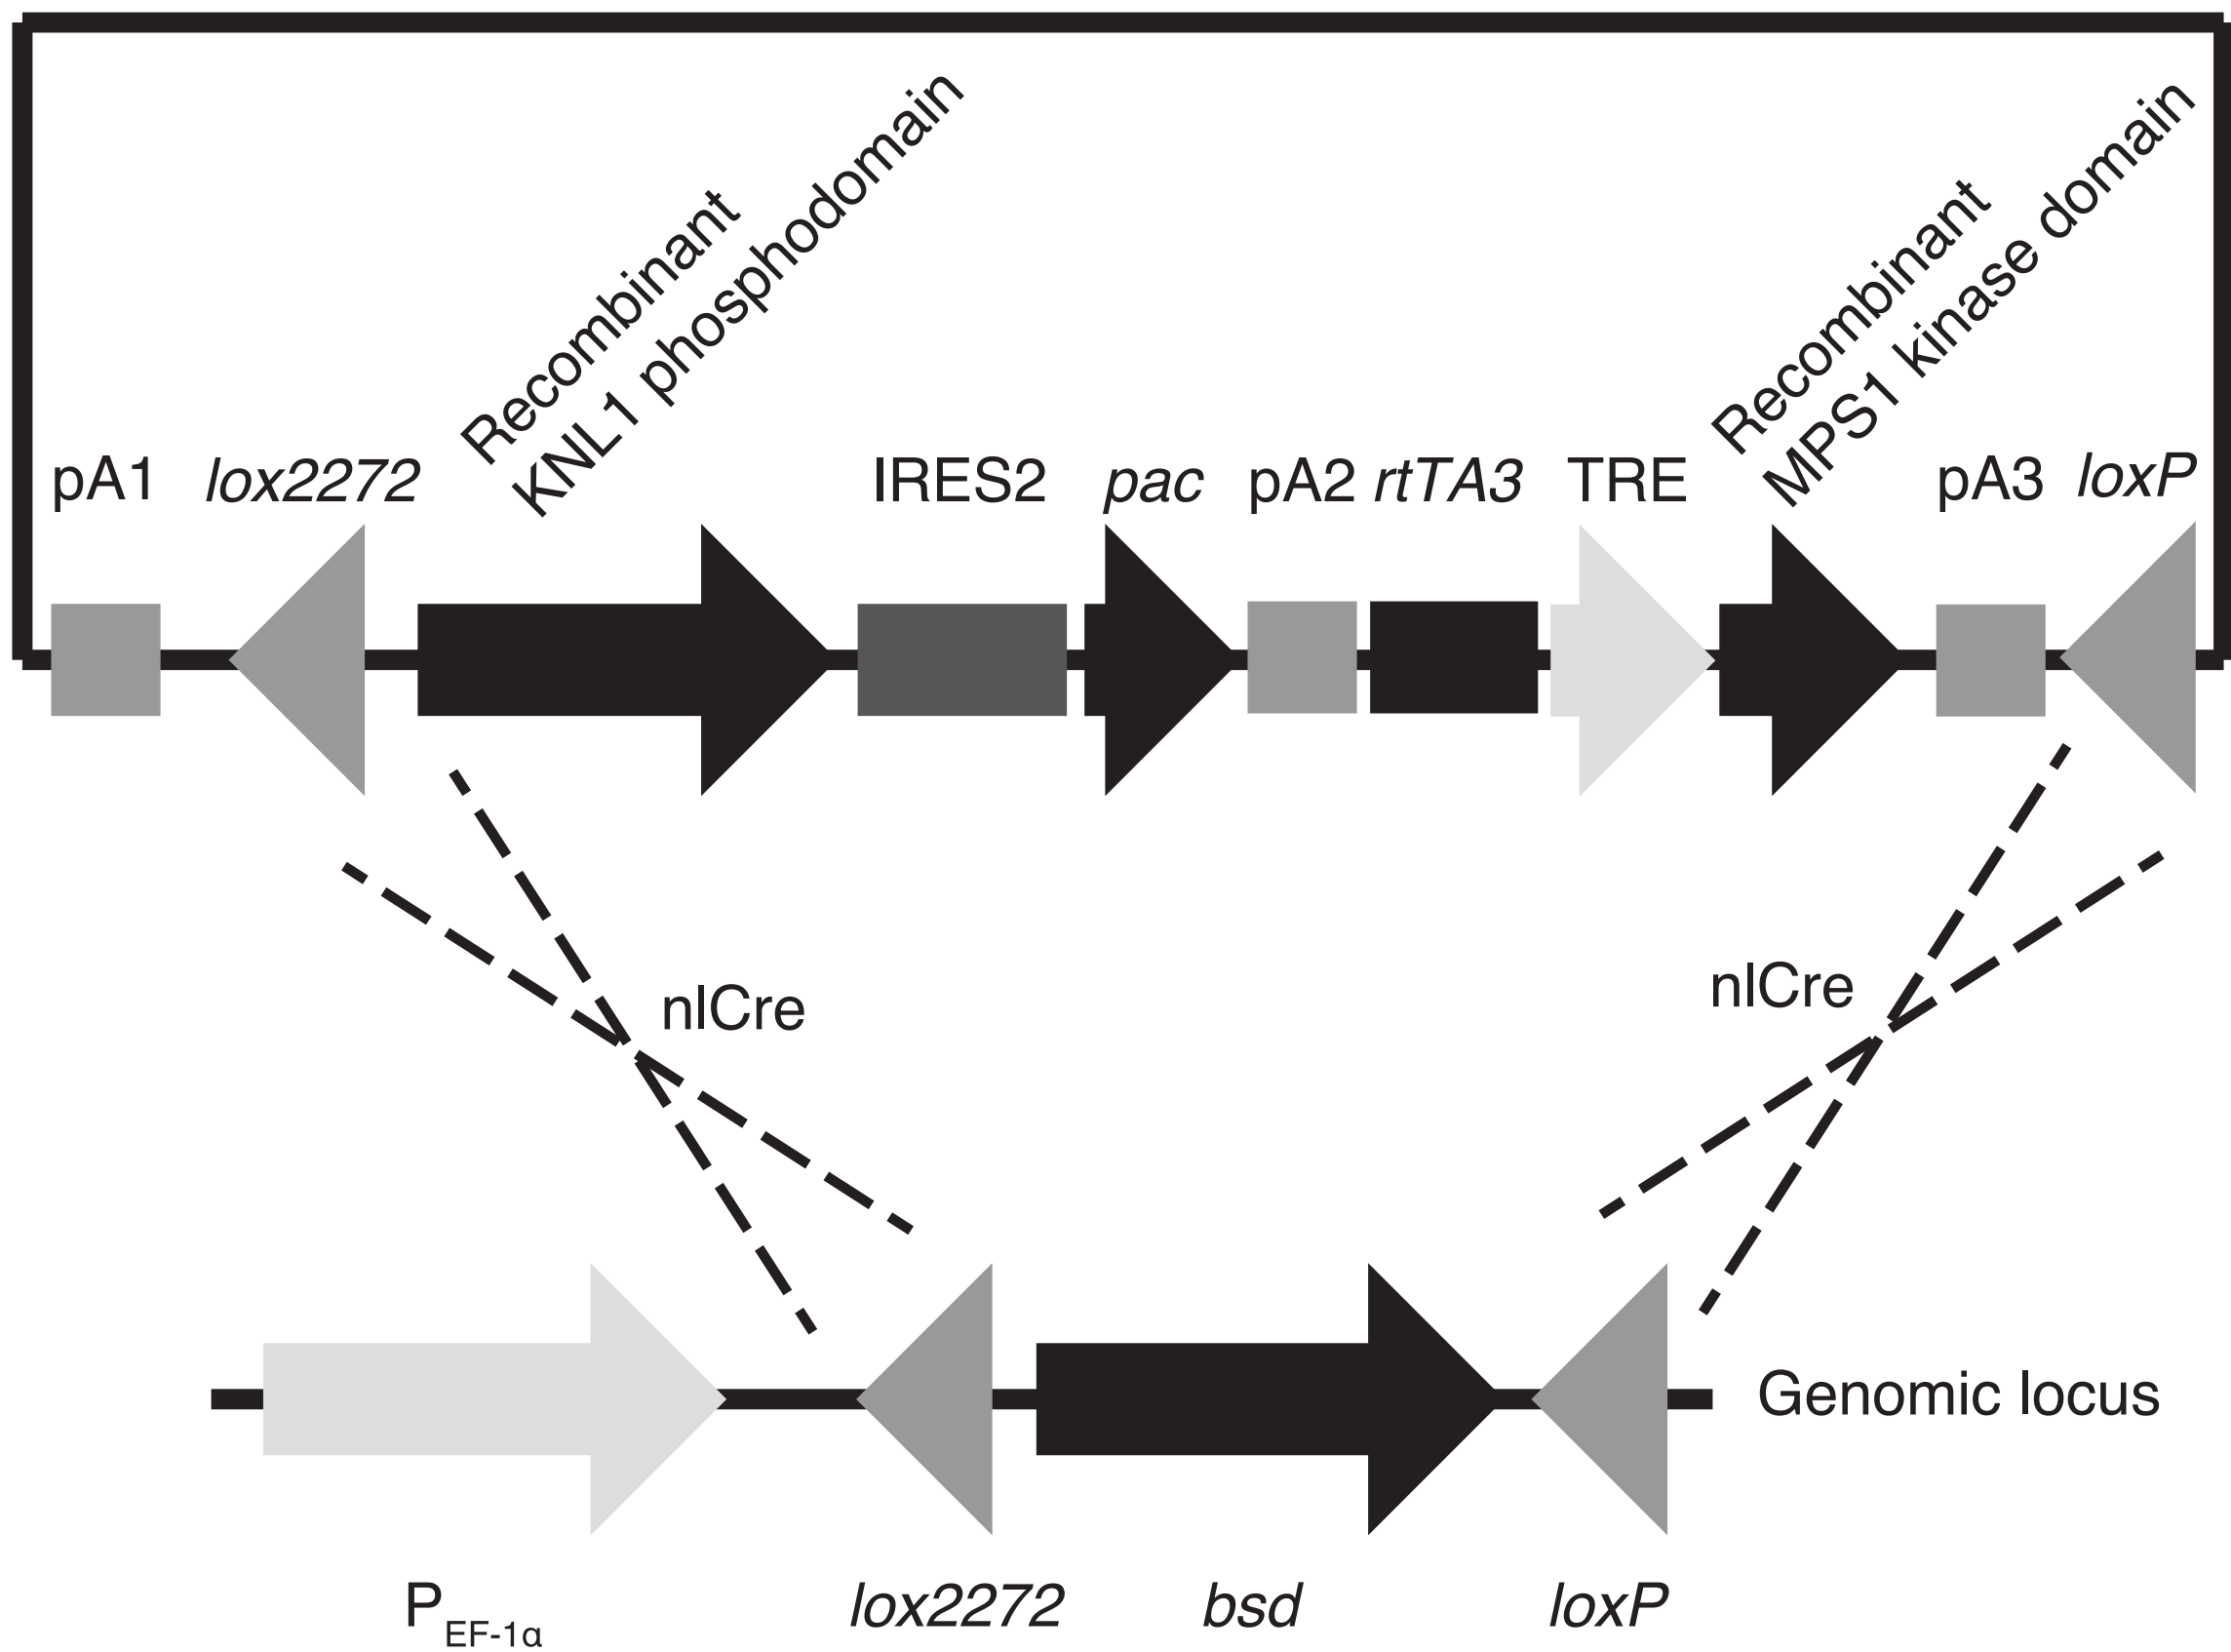 Recombinant
KNL1 phosphodomain
Recombinant
MPS1 kinase domain
pA1 lox2272 IRES2 pac pA2 rtTA3 TRE pA3 loxP
nlCre
nlCre
Genomic locus
P EF-1α lox2272 bsd loxP